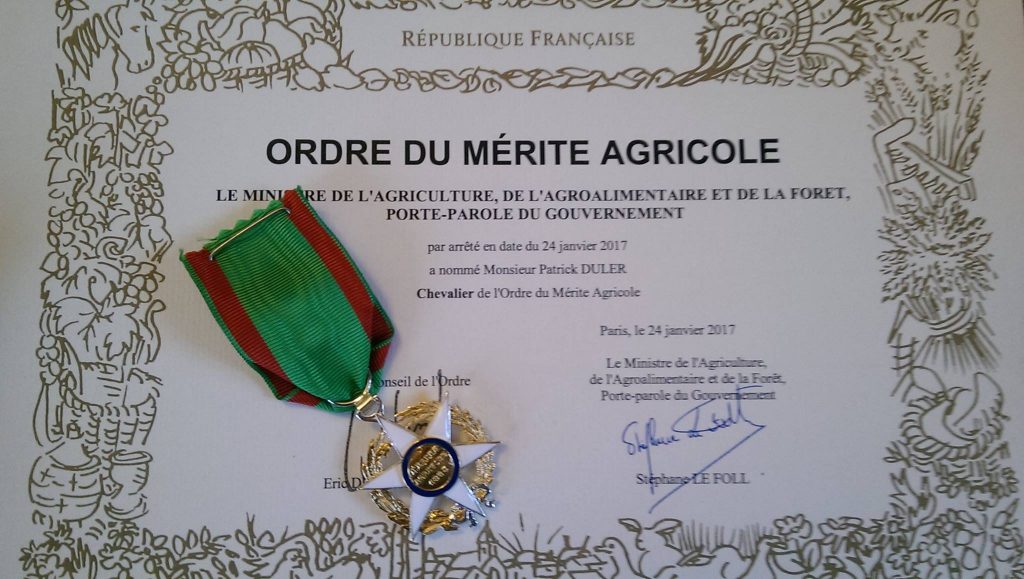 RÉPUBLIQUE FRANÇAISE
ORDRE DU MÉRITE AGRICOLE
LE MINISTRE DE L'AGRICULTURE, DE L'AGROALIMENTAIRE ET DE LA FORET,
PORTE-PAROLE DU GOUVERNEMENT
par arrêté en date du 24 janvier 2017
a nommé Monsieur Patrick DULER
Chevalier de l'Ordre du Mérite Agricole
Paris, le 24 janvier 2017
Le Ministre de l'Agriculture,
de l'Agroalimentaire et de la Forêt,
Porte-parole du Gouvernement
onseil de l'Ordre
Eric D
Stéphane LE FOLL